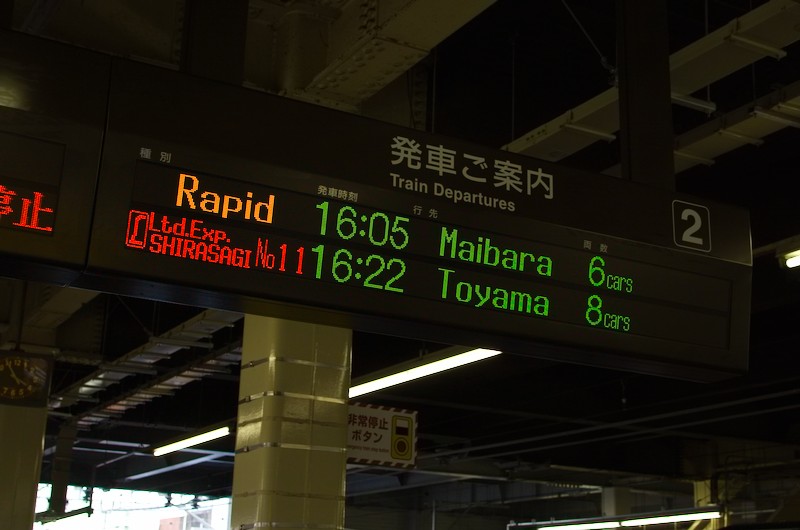 発車ご案内
Train Departures
2
種別 発車時刻 行先 両数
Rapid 16:05 Maibara 6cars
Ltd.Exp. SHIRASAGI No11 16:22 Toyama 8cars
停止
非常停止
ボタン